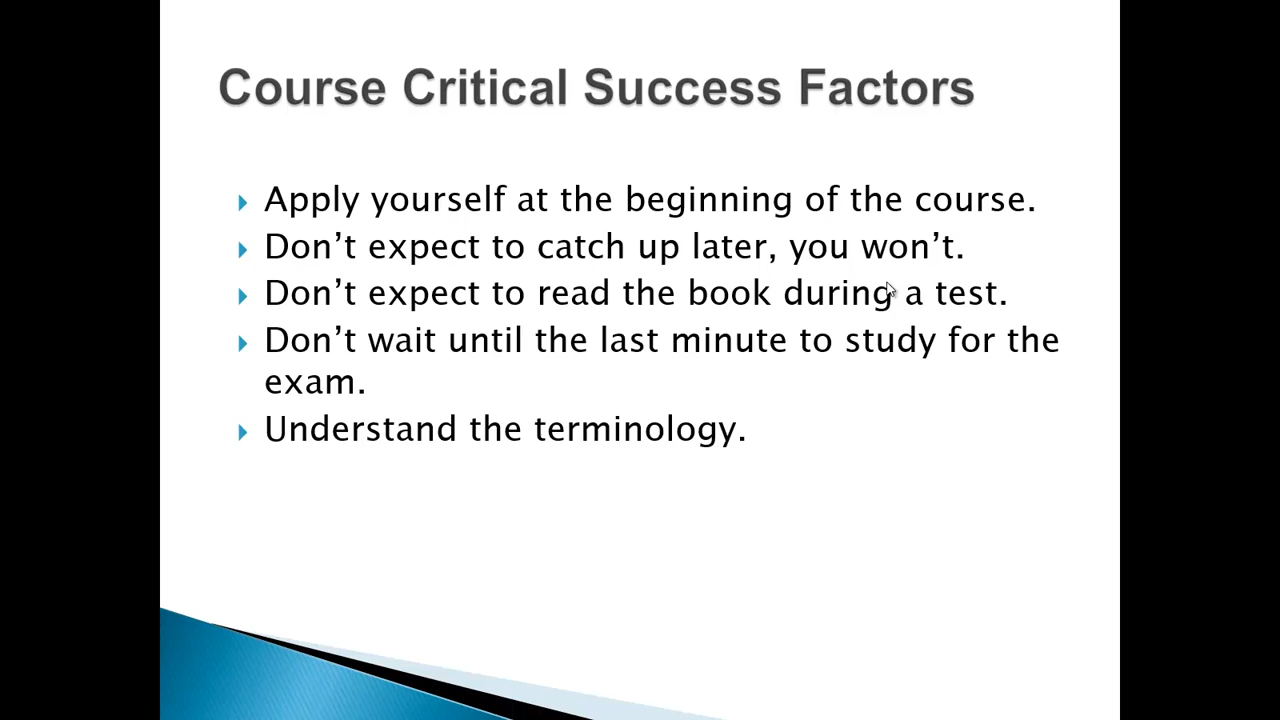 Course Critical Success Factors
Apply yourself at the beginning of the course.
Don’t expect to catch up later, you won’t.
Don’t expect to read the book during a test.
Don’t wait until the last minute to study for the
exam.
Understand the terminology.